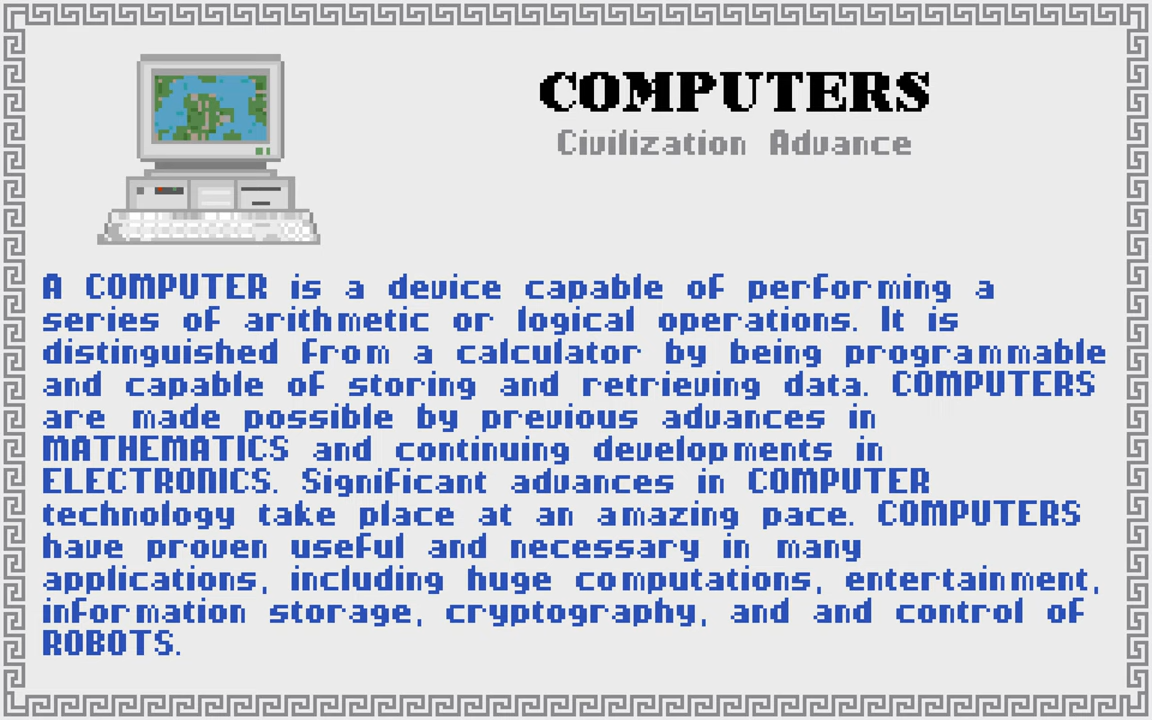 COMPUTERS
Civilization Advance
A COMPUTER is a device capable of performing a
series of arithmetic or logical operations. It is
distinguished from a calculator by being programmable
and capable of storing and retrieving data. COMPUTERS
are made possible by previous advances in
MATHEMATICS and continuing developments in
ELECTRONICS. Significant advances in COMPUTER
technology take place at an amazing pace. COMPUTERS
have proven useful and necessary in many
applications, including huge computations, entertainment,
information storage, cryptography, and and control of
ROBOTS.